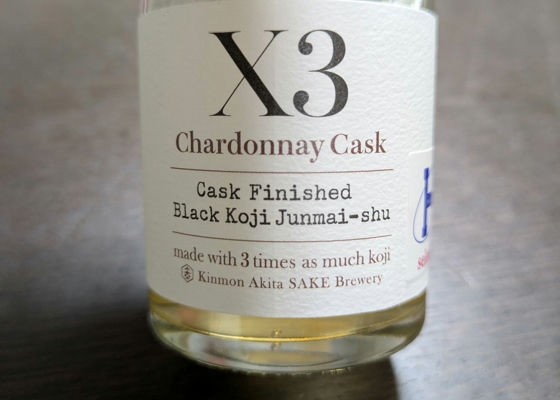 X3
Chardonnay Cask
Cask Finished
Black Koji Junmai-shu
made with 3 times as much koji
Kinmon Akita SAKE Brewery